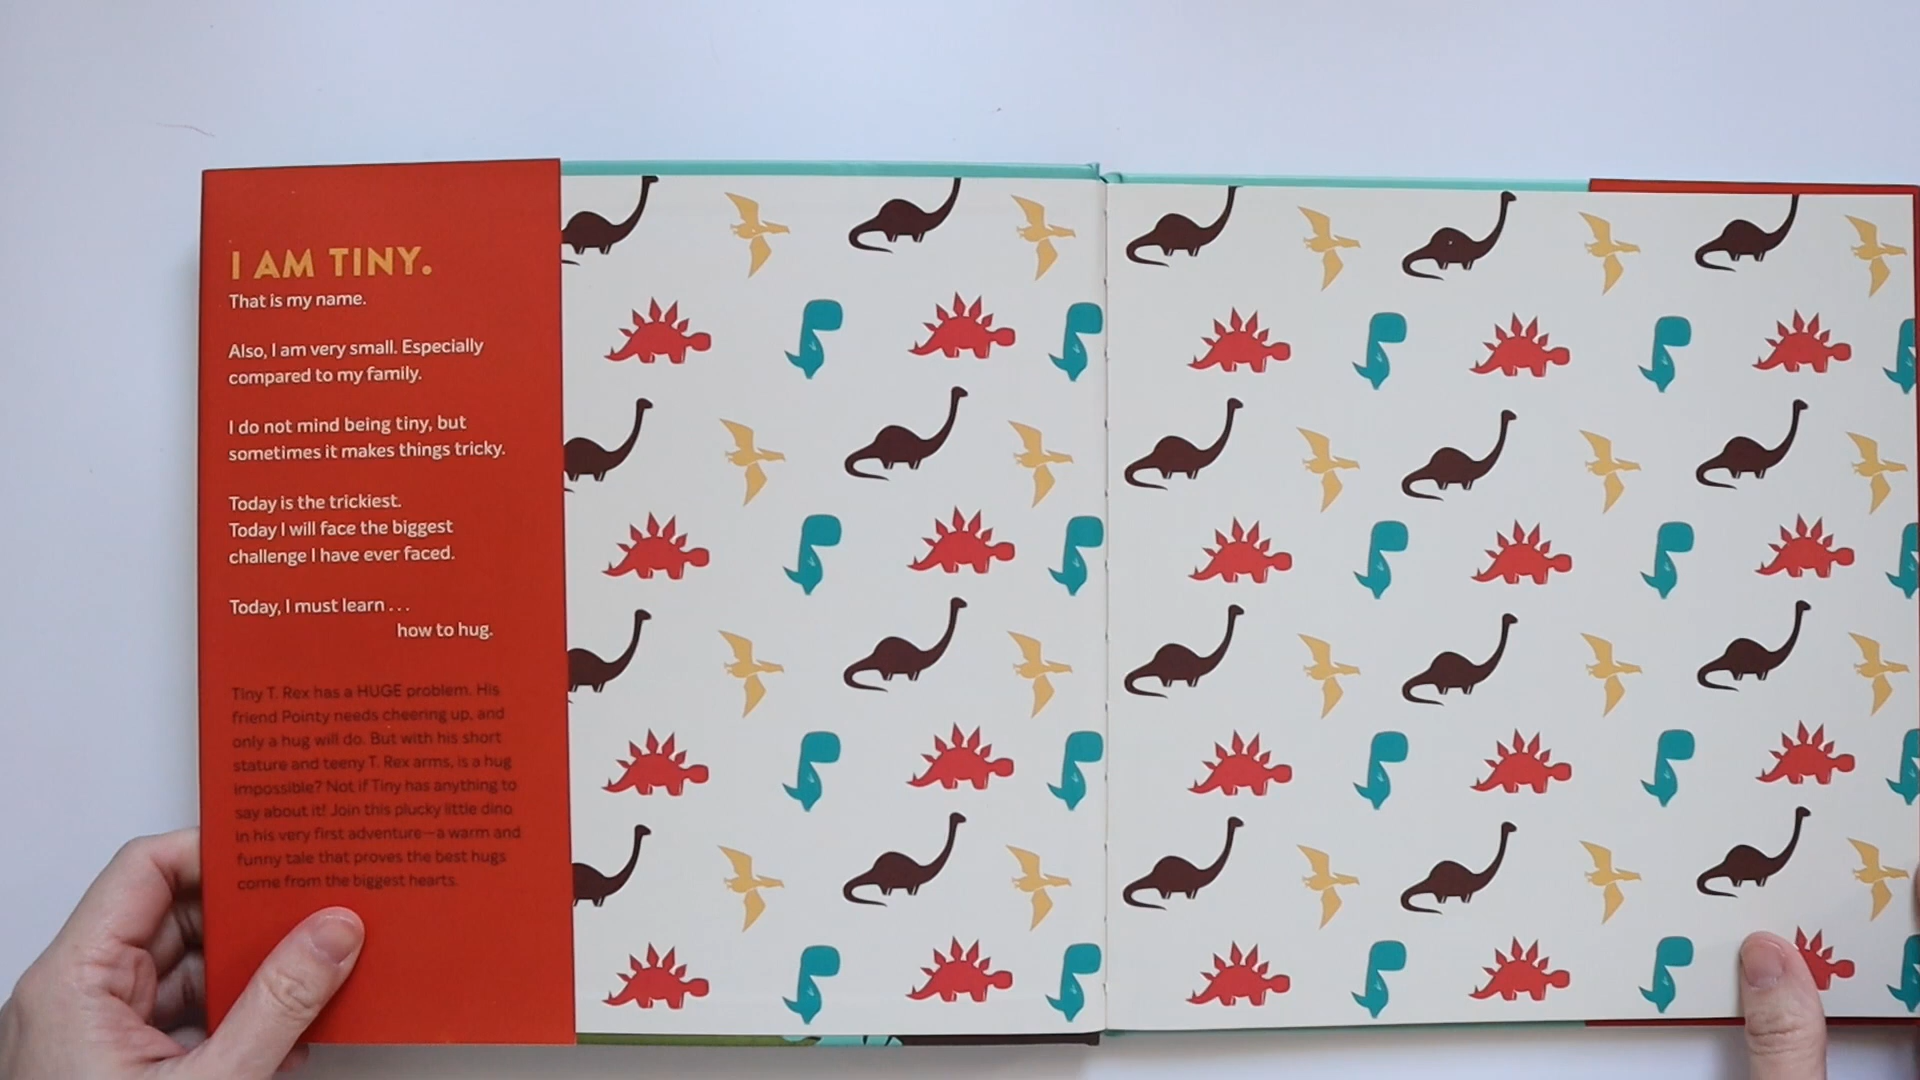 I AM TINY.
That is my name.
Also, I am very small. Especially
compared to my family.
I do not mind being tiny, but
sometimes it makes things tricky.
Today is the trickiest.
Today I will face the biggest
challenge I have ever faced.
Today, I must learn . . .
how to hug.
Tiny T. Rex has a HUGE problem. His
friend Pointy needs cheering up, and
only a hug will do. But with his short
stature and teeny T. Rex arms, is a hug
impossible? Not if Tiny has anything to
say about it! Join this plucky little dino
in his very first adventure—a warm and
funny tale that proves the best hugs
come from the biggest hearts.